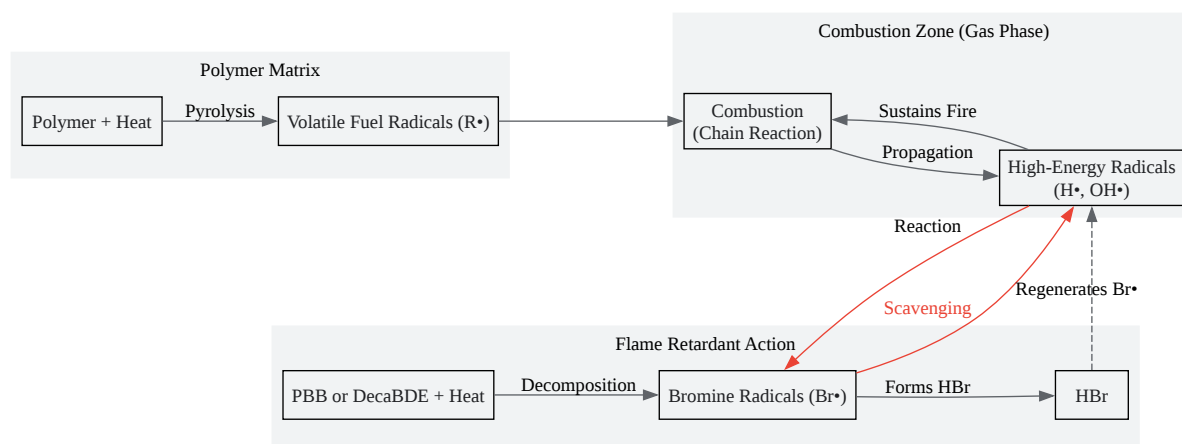 Combustion Zone (Gas Phase)
Polymer Matrix
Polymer + Heat
Pyrolysis
Volatile Fuel Radicals (R•)
Combustion
(Chain Reaction)
Sustains Fire
Propagation
High-Energy Radicals
(H•, OH•)
Reaction
Scavenging
Regenerates Br•
Flame Retardant Action
PBB or DecaBDE + Heat
Decomposition
Bromine Radicals (Br•)
Forms HBr
HBr